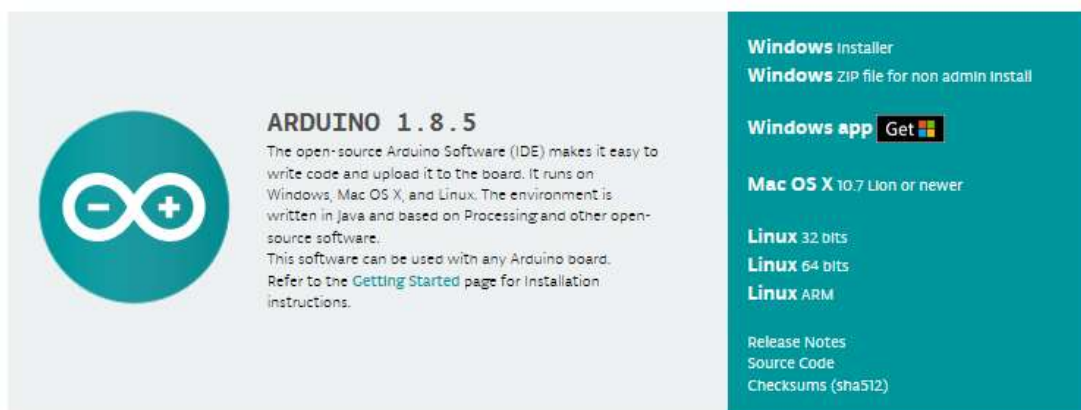 ARDUINO 1.8.5
The open-source Arduino Software (IDE) makes it easy to
write code and upload it to the board. It runs on
Windows, Mac OS X, and Linux. The environment is
written in Java and based on Processing and other open-
source software.
This software can be used with any Arduino board.
Refer to the Getting Started page for Installation
instructions.
Windows Installer
Windows ZIP file for non admin install
Windows app Get
Mac OS X 10.7 Lion or newer
Linux 32 bits
Linux 64 bits
Linux ARM
Release Notes
Source Code
Checksums (sha512)